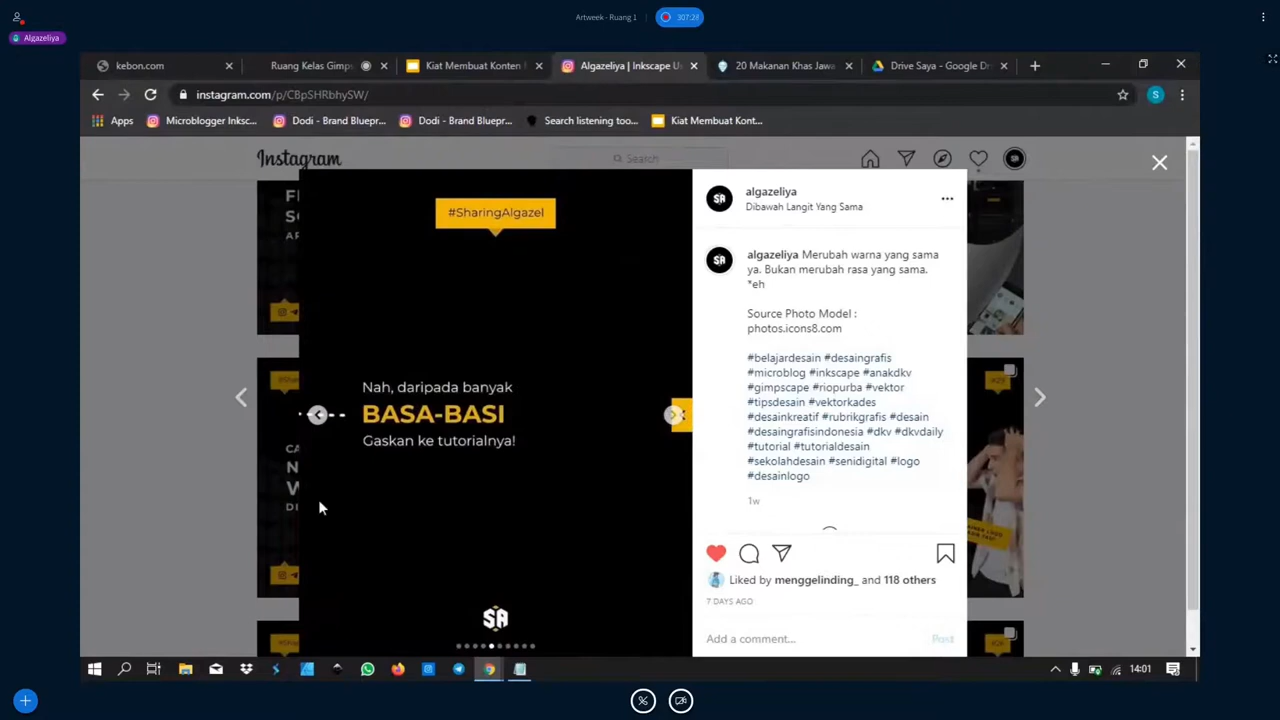 Artweek - Ruang 1
307:28
Algazeliya
kebon.com
Ruang Kelas Gimp
Kiat Membuat Konten
Algazeliya | Inkscape U
20 Makanan Khas Jawa
Drive Saya - Google D
instagram.com/p/CBpSHRbhySW/
S
Apps
Microblogger Inksc...
Dodi - Brand Bluepr...
Dodi - Brand Bluepr...
Search listening too...
Kiat Membuat Kont...
Instagram
Search
#SharingAlgazel
Nah, daripada banyak
BASA-BASI
Gaskan ke tutorialnya!
SA
algazeliya
Dibawah Langit Yang Sama
algazeliya Merubah warna yang sama
ya. Bukan merubah rasa yang sama.
*eh
Source Photo Model :
photos.icons8.com
#belajardesain #desaingrafis
#microblog #inkscape #anakdkv
#gimpscape #riopurba #vektor
#tipsdesain #vektorkades
#desainkreatif #rubrikgrafis #desain
#desaingrafisindonesia #dkv #dkvdaily
#tutorial #tutorialdesain
#sekolahdesain #senidigital #logo
#desainlogo
1w
Liked by menggelinding_ and 118 others
7 DAYS AGO
Add a comment...
Post
14:01